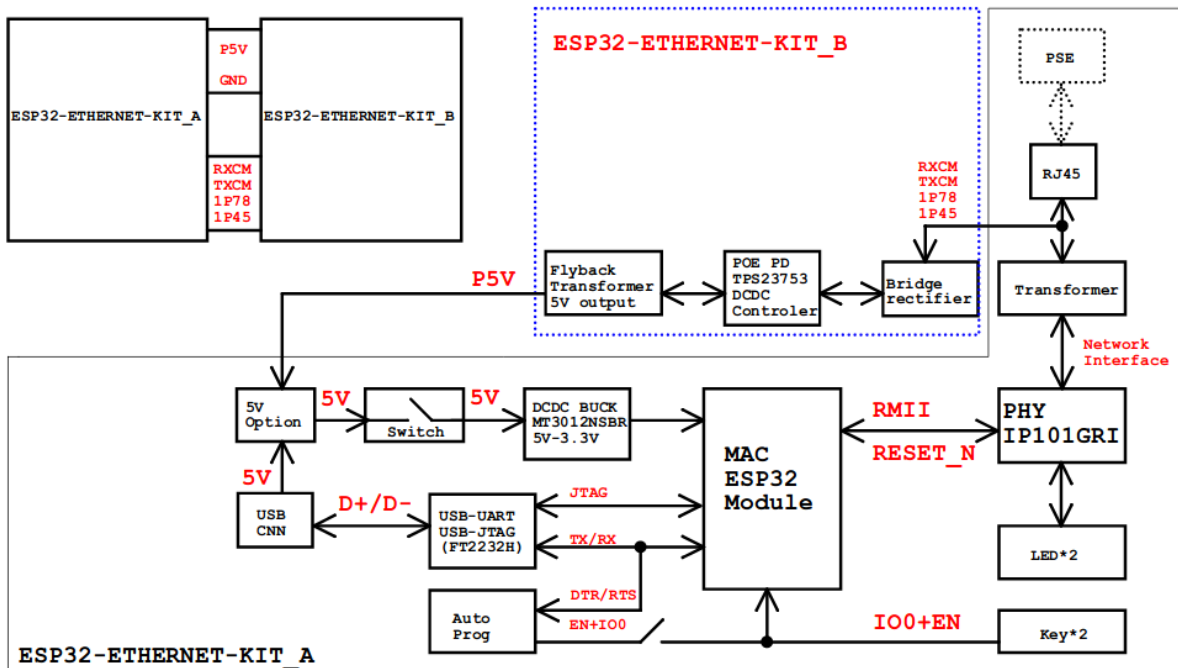 P5V
GND
ESP32-ETHERNET-KIT_A
ESP32-ETHERNET-KIT_B
RXCM
TXCM
1P78
1P45
ESP32-ETHERNET-KIT_B
PSE
RJ45
RXCM
TXCM
1P78
1P45
P5V
Flyback
Transformer
5V output
POE PD
TPS23753
DCDC
Controler
Bridge
rectifier
Transformer
Network
Interface
5V
Option
5V
Switch
5V
DCDC BUCK
MT3012NSBR
5V-3.3V
MAC
ESP32
Module
RMII
RESET_N
PHY
IP101GRI
5V
USB
CNN
D+/D-
USB-UART
USB-JTAG
(FT2232H)
JTAG
TX/RX
LED*2
DTR/RTS
Auto
Prog
EN+IO0
IO0+EN
Key*2
ESP32-ETHERNET-KIT_A